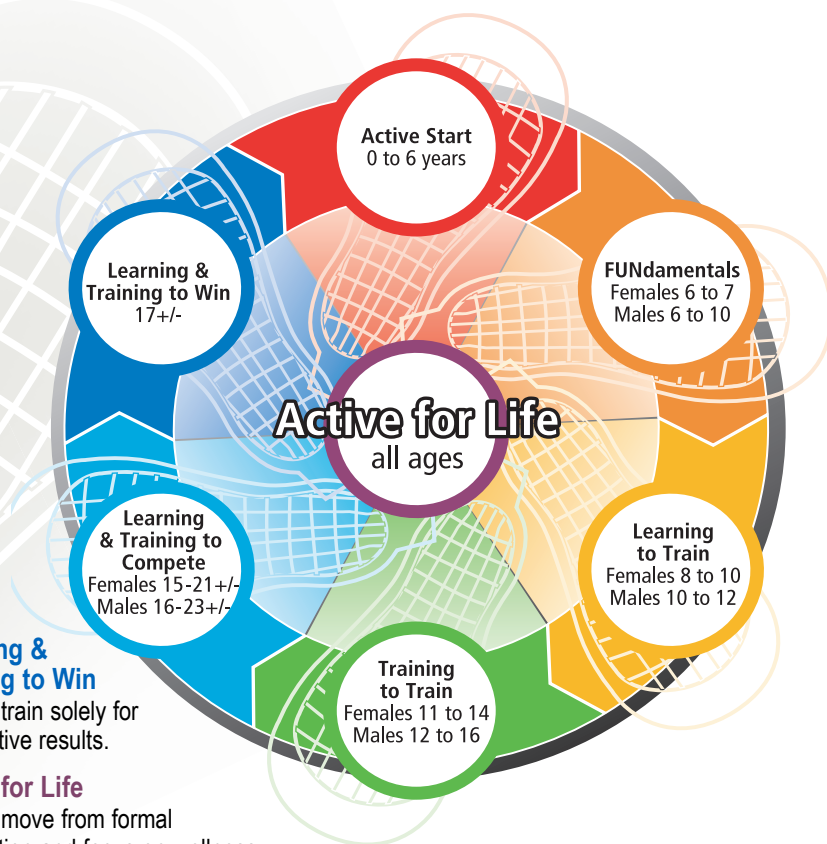 Active Start
0 to 6 years
FUNdamentals
Females 6 to 7
Males 6 to 10
Learning
to Train
Females 8 to 10
Males 10 to 12
Training
to Train
Females 11 to 14
Males 12 to 16
Learning
& Training to
Compete
Females 15-21+/-
Males 16-23+/-
Learning &
Training to Win
17+/-
Active for Life
all ages
&
to Win
train solely for
results.
for Life
move from formal